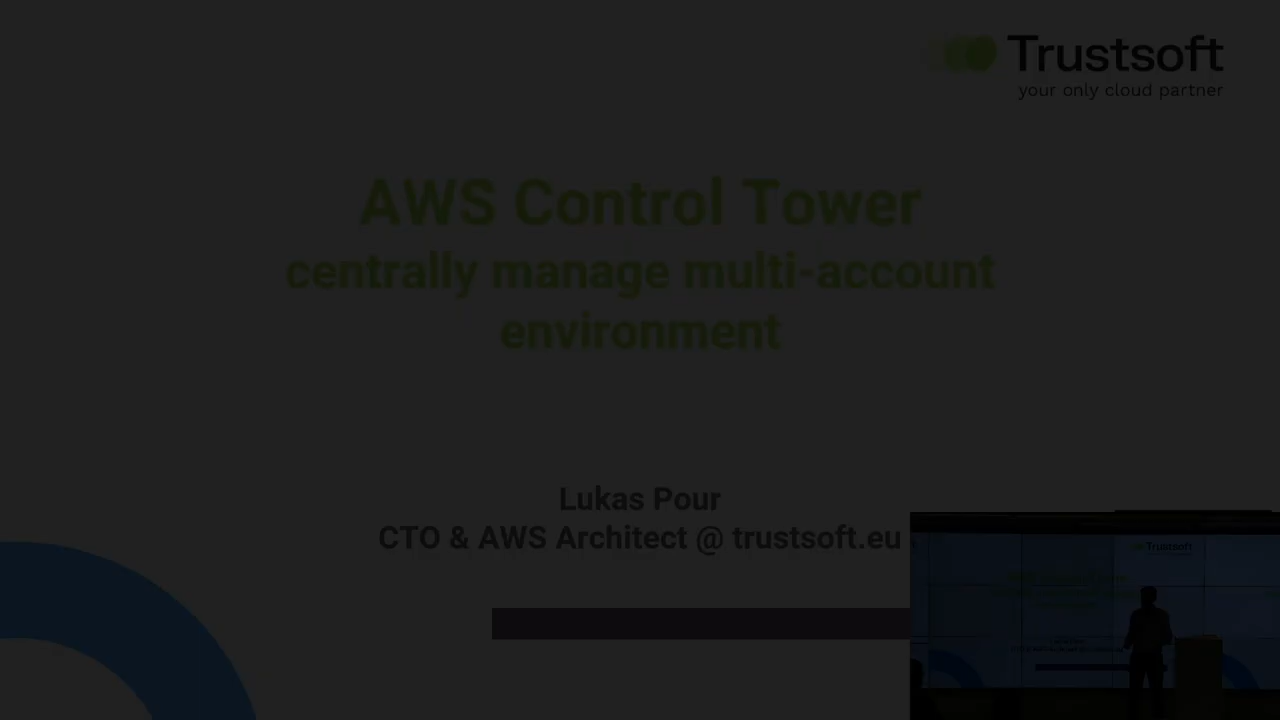 Trustsoft
your only cloud partner
AWS Control Tower
centrally manage multi-account
environment
Lukas Pour
CTO & AWS Architect @ trustsoft.eu
Trustsoft